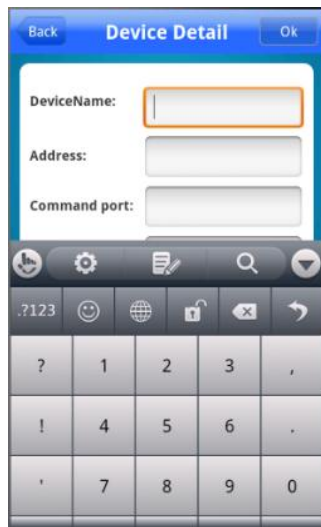 Back Device Detail Ok
DeviceName:
Address:
Command port:
.?123
? 1 2 3 ,
! 4 5 6 .
' 7 8 9 0